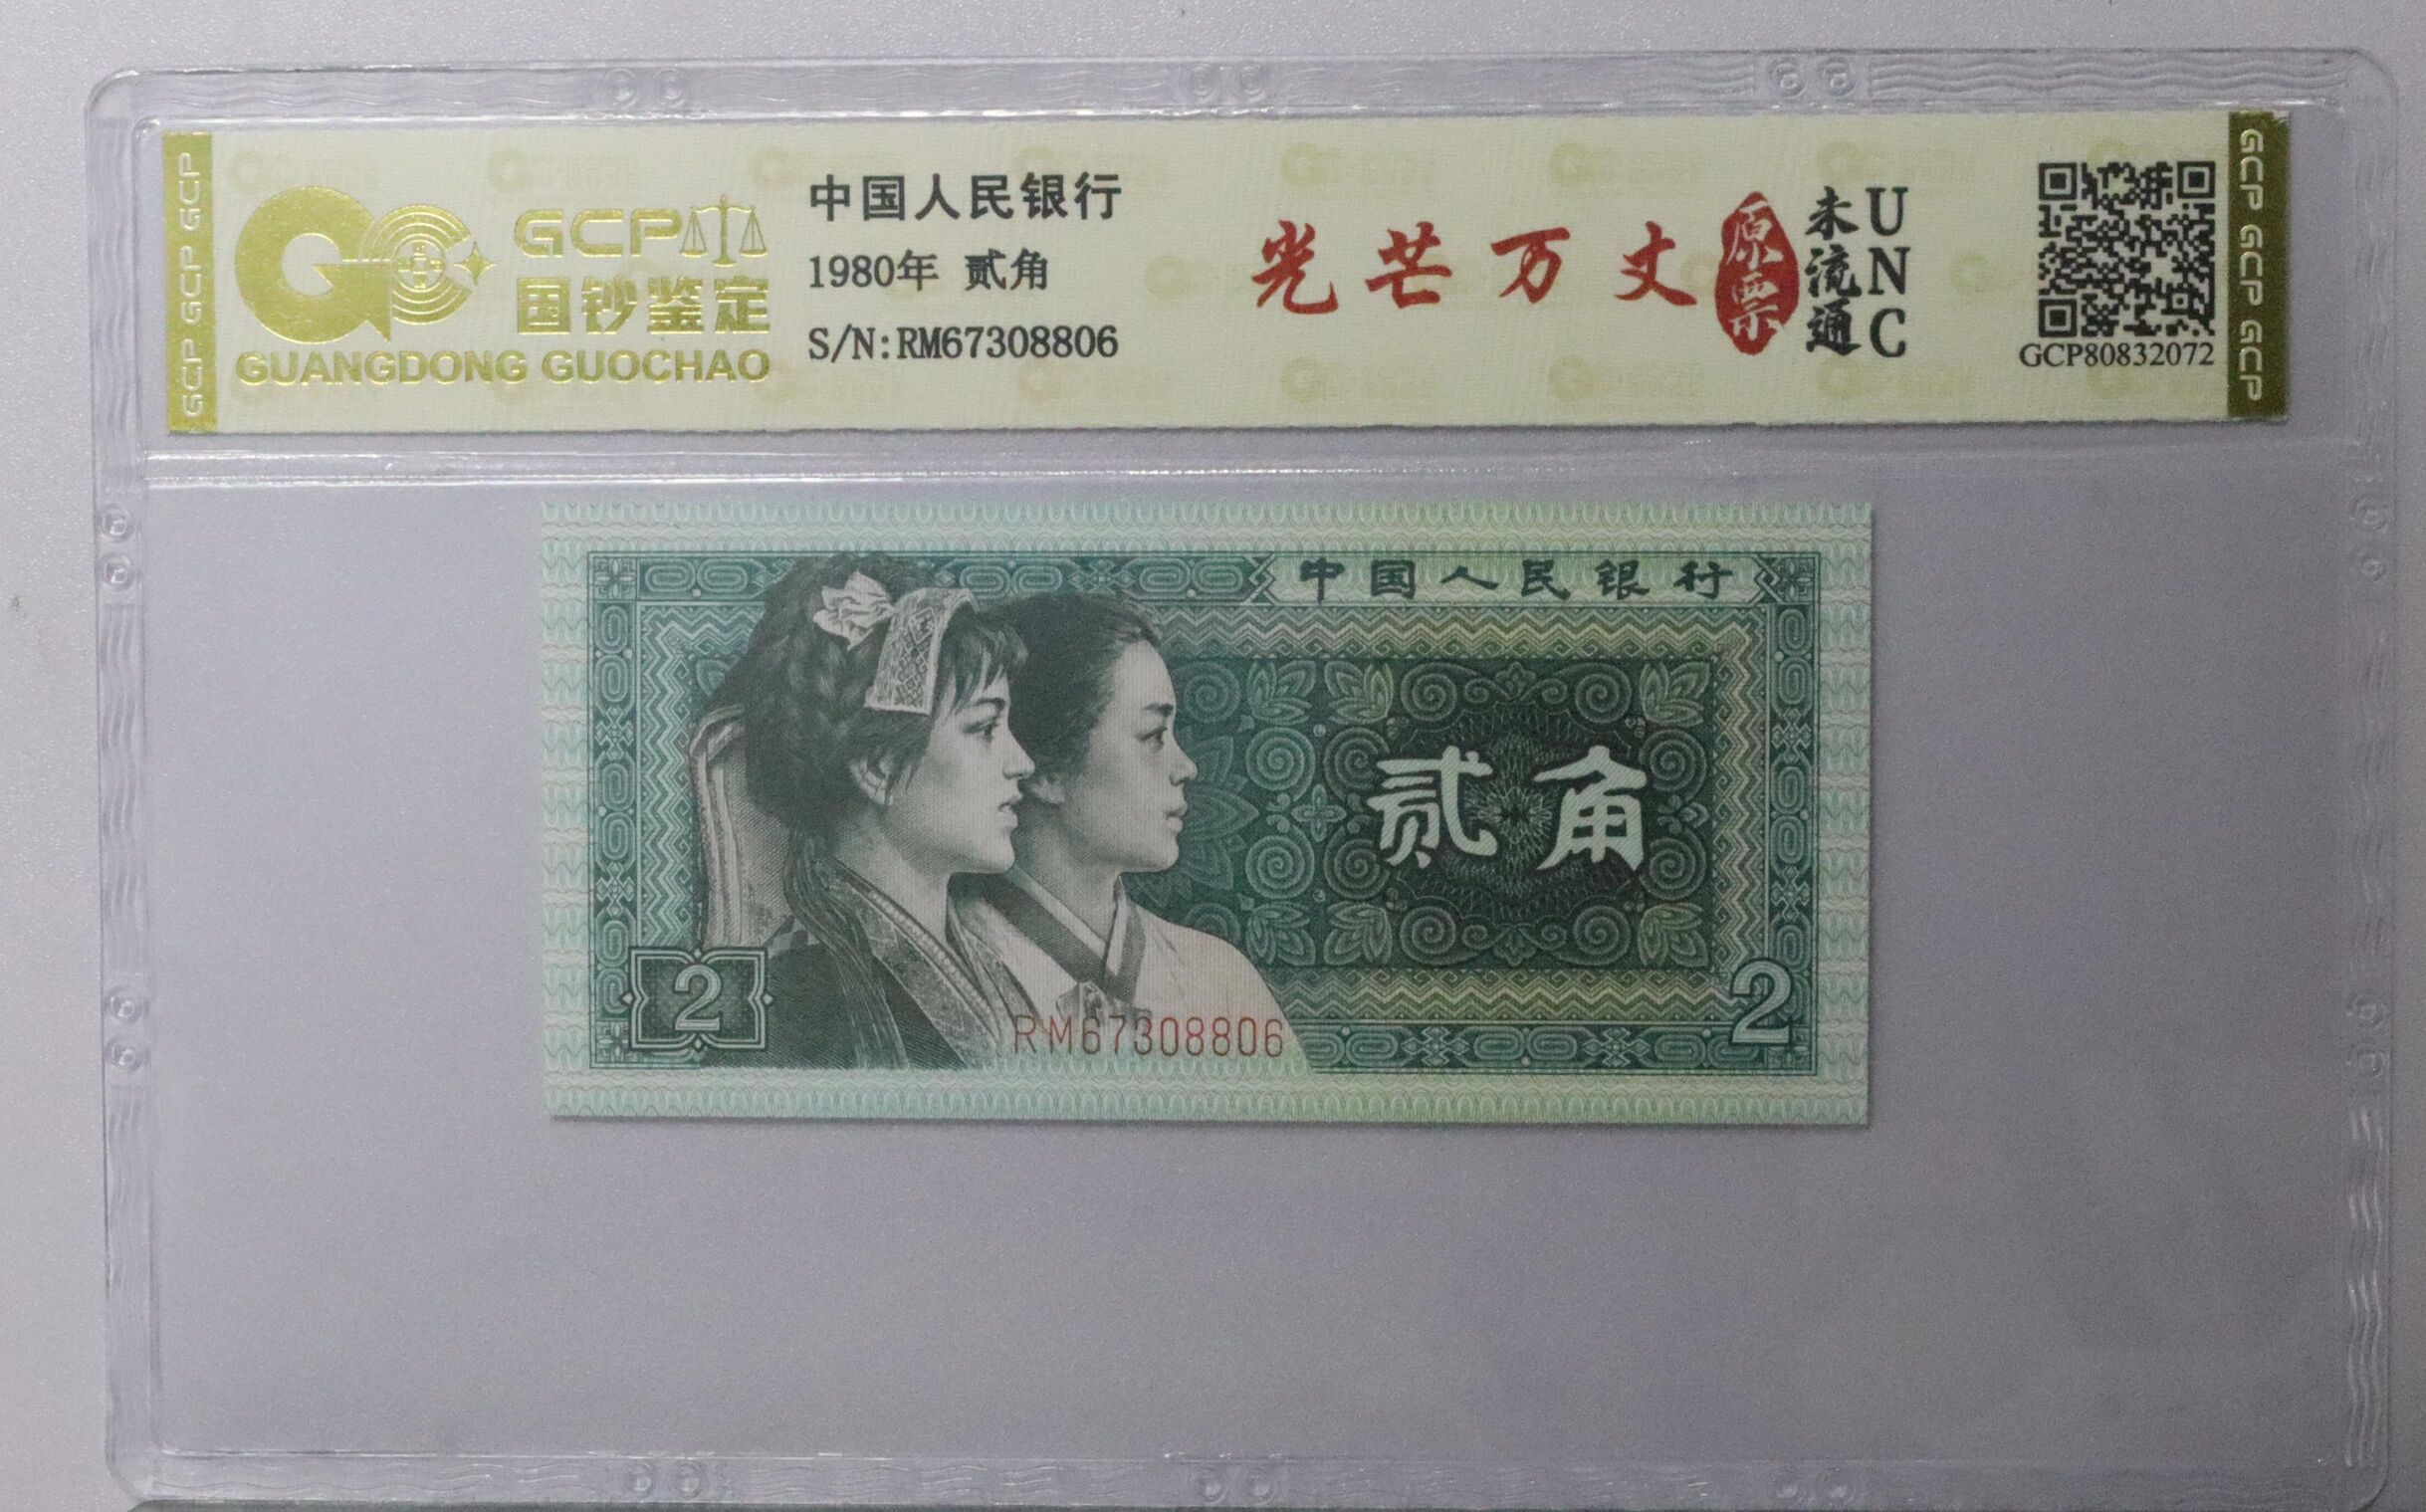 GCP GCP GCP
GCP
国钞鉴定
GUANGDONG GUOCHAO
中国人民银行
1980年 贰角
S/N:RM67308806
光芒万丈
原票
未流通
UNC
GCP80832072
GCP GCP GCP
中国人民银行
贰角
2
2
RM67308806